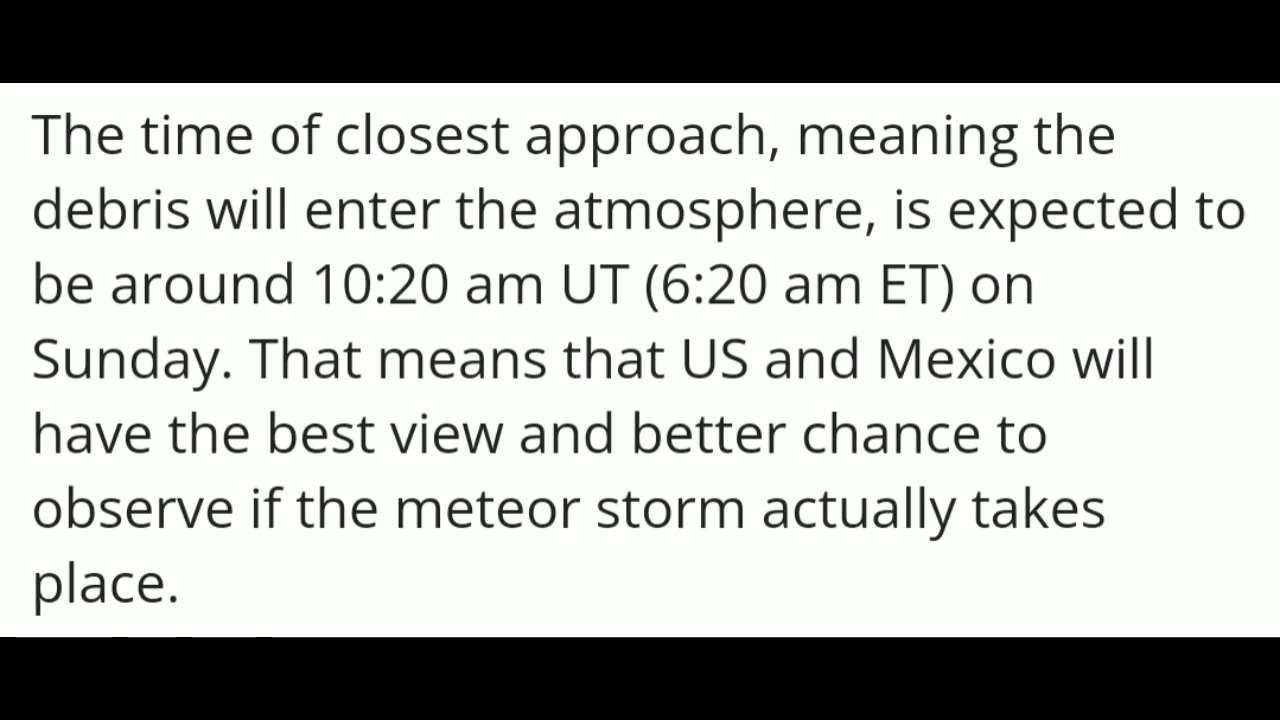 The time of closest approach, meaning the
debris will enter the atmosphere, is expected to
be around 10:20 am UT (6:20 am ET) on
Sunday. That means that US and Mexico will
have the best view and better chance to
observe if the meteor storm actually takes
place.